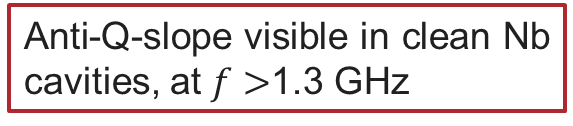 Anti-Q-slope visible in clean Nb
cavities, at f >1.3 GHz